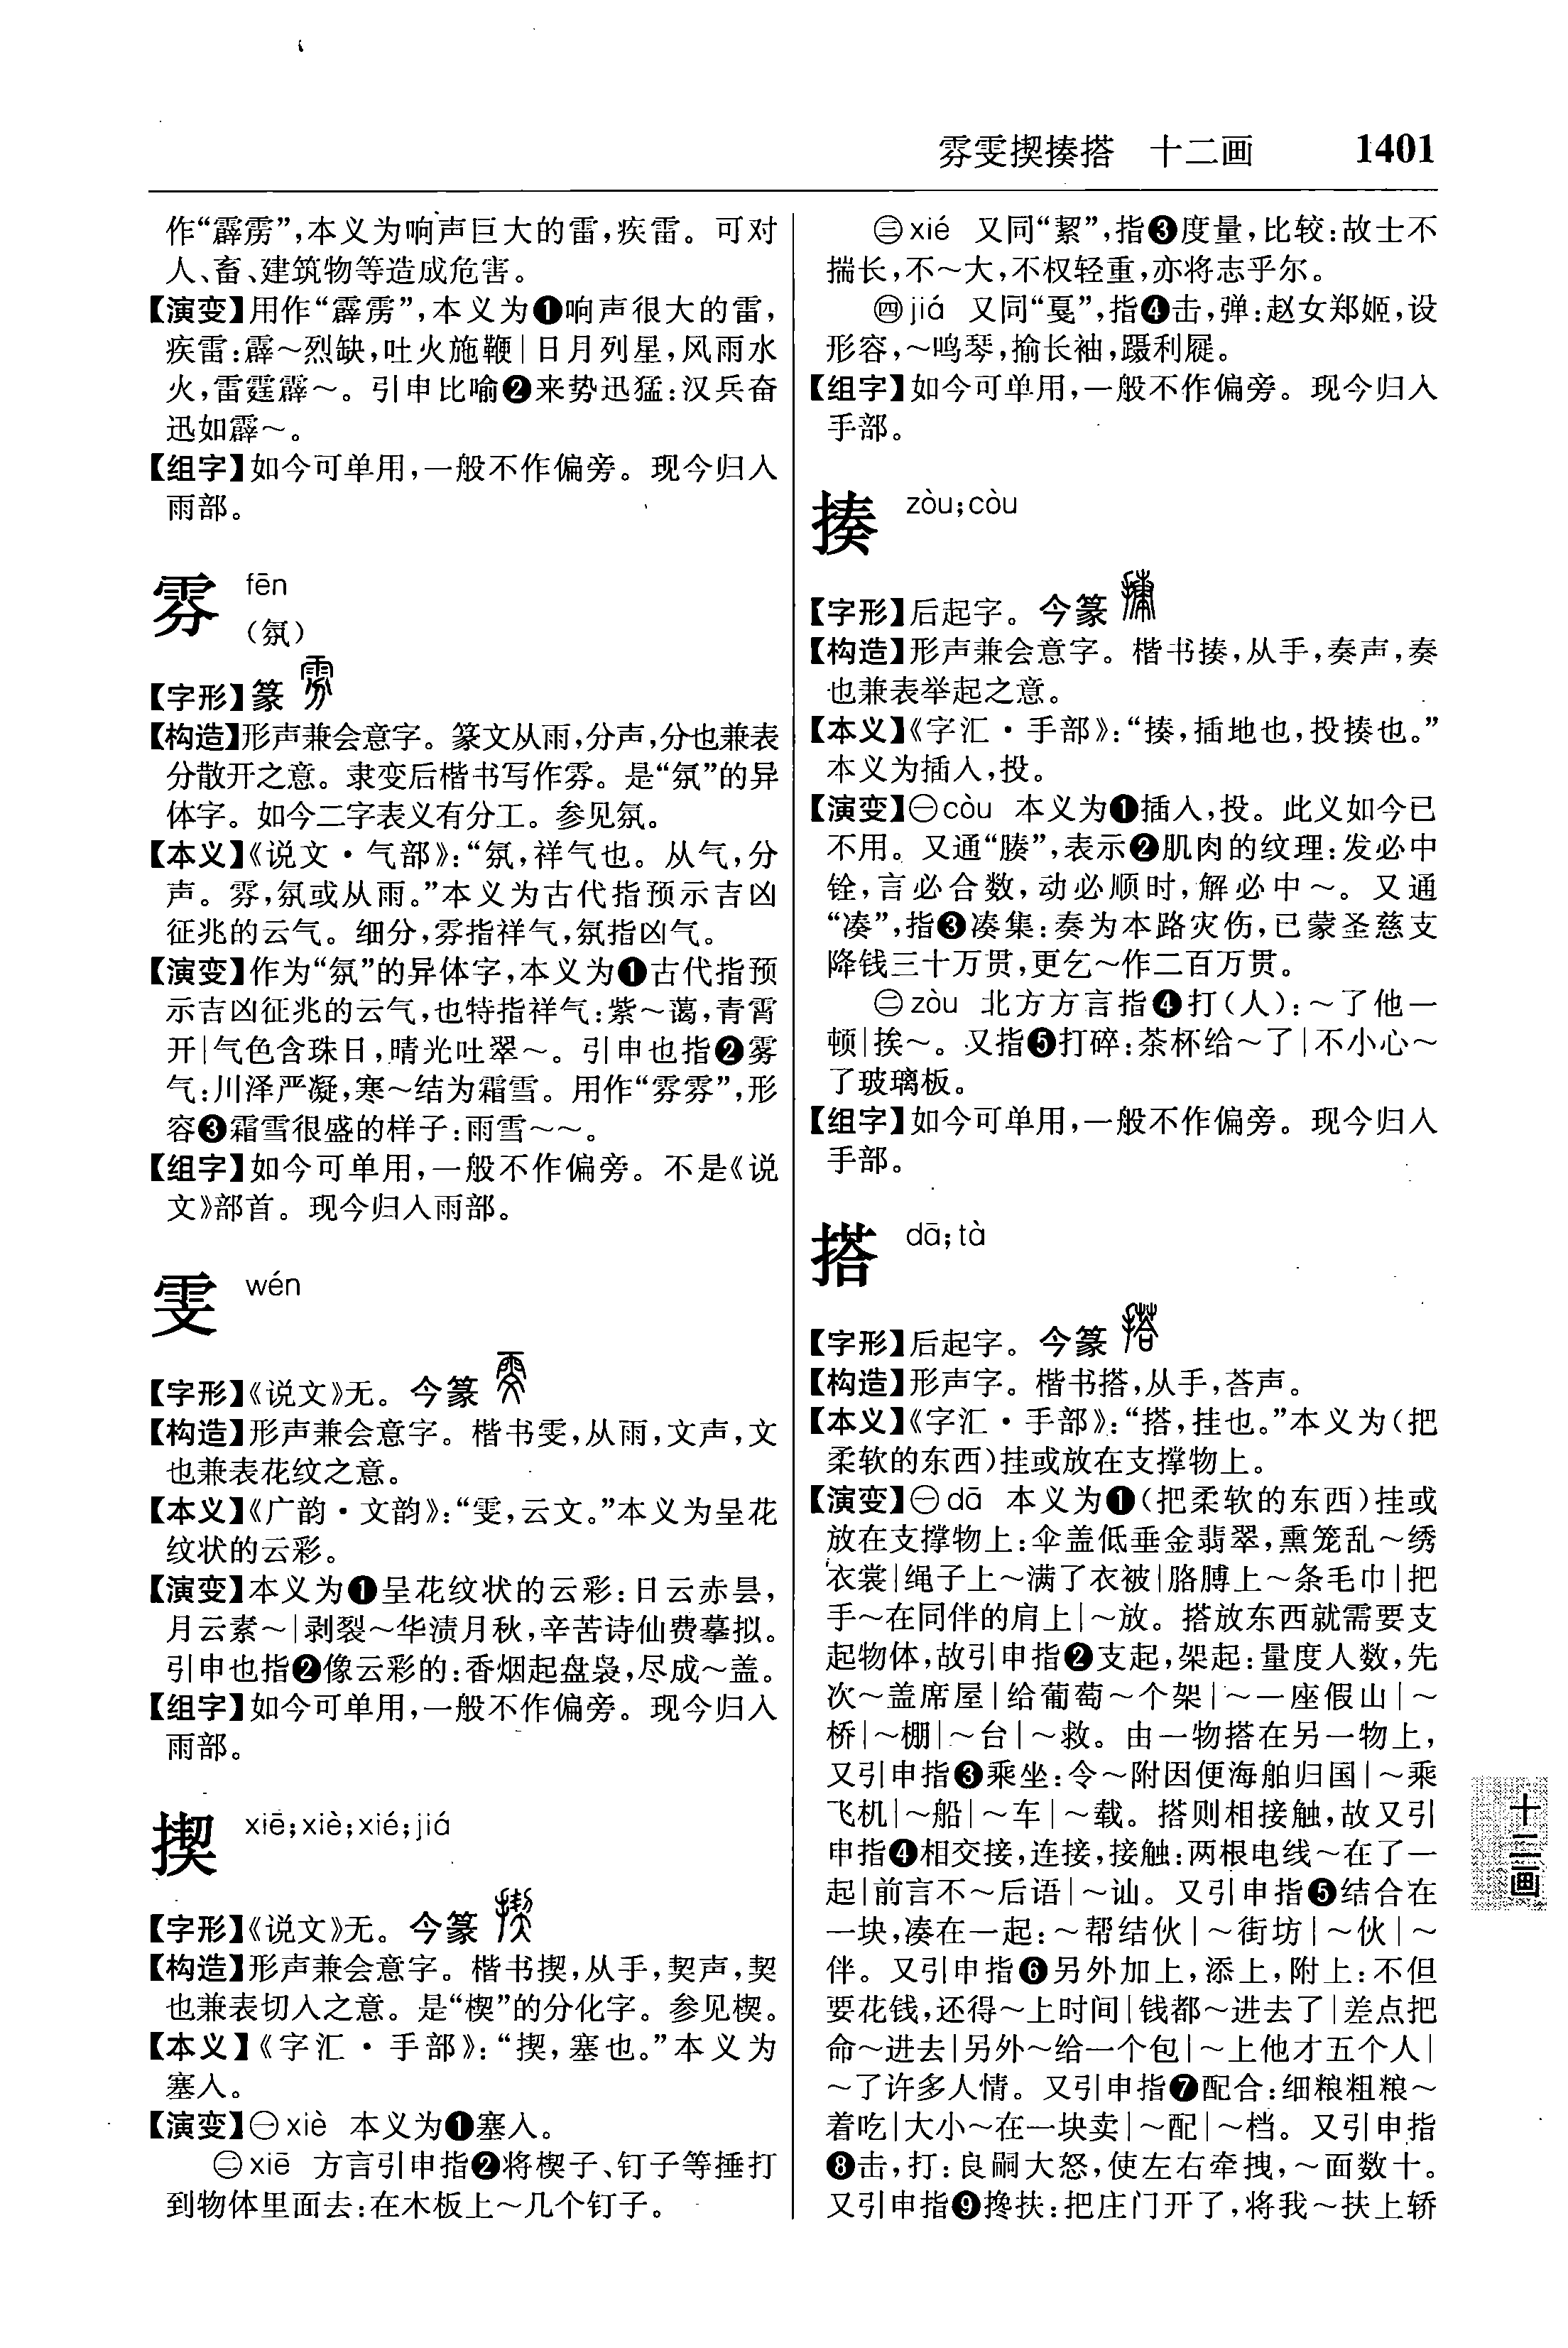 雰雯揳揍搭　十二画　1401
作“霹雳”,本义为响声巨大的雷,疾雷。可对
人、畜、建筑物等造成危害。
【演变】用作“霹雳”,本义为❶响声很大的雷,
疾雷:霹～烈缺,吐火施鞭|日月列星,风雨水
火,雷霆霹～。引申比喻❷来势迅猛:汉兵奋
迅如霹～。
【组字】如今可单用,一般不作偏旁。现今归入
雨部。
雰 fēn
(氛)
【字形】篆
【构造】形声兼会意字。篆文从雨,分声,分也兼表
分散开之意。隶变后楷书写作雰。是“氛”的异
体字。如今二字表义有分工。参见氛。
【本义】《说文·气部》:“氛,祥气也。从气,分
声。雰,氛或从雨。”本义为古代指预示吉凶
征兆的云气。细分,雰指祥气,氛指凶气。
【演变】作为“氛”的异体字,本义为❶古代指预
示吉凶征兆的云气,也特指祥气:紫～蔼,青霄
开|气色含珠日,晴光吐翠～。引申也指❷雾
气:川泽严凝,寒～结为霜雪。用作“雰雰”,形
容❸霜雪很盛的样子:雨雪～～。
【组字】如今可单用,一般不作偏旁。不是《说
文》部首。现今归入雨部。
雯 wén
【字形】《说文》无。今篆
【构造】形声兼会意字。楷书雯,从雨,文声,文
也兼表花纹之意。
【本义】《广韵·文韵》:“雯,云文。”本义为呈花
纹状的云彩。
【演变】本义为❶呈花纹状的云彩:日云赤昙,
月云素～|剥裂～华渍月秋,辛苦诗仙费摹拟。
引申也指❷像云彩的:香烟起盘袅,尽成～盖。
【组字】如今可单用,一般不作偏旁。现今归入
雨部。
揳 xiē;xiè;xié;jiá
【字形】《说文》无。今篆
【构造】形声兼会意字。楷书揳,从手,契声,契
也兼表切入之意。是“楔”的分化字。参见楔。
【本义】《字汇·手部》:“揳,塞也。”本义为
塞入。
【演变】㊀xiè 本义为❶塞入。
㊁xiē 方言引申指❷将楔子、钉子等捶打
到物体里面去:在木板上～几个钉子。
㊂xié 又同“絜”,指❸度量,比较:故士不
揣长,不～大,不权轻重,亦将志乎尔。
㊃jiá 又同“戛”,指❹击,弹:赵女郑姬,设
形容,～鸣琴,揄长袖,蹑利屣。
【组字】如今可单用,一般不作偏旁。现今归入
手部。
揍 zòu;còu
【字形】后起字。今篆
【构造】形声兼会意字。楷书揍,从手,奏声,奏
也兼表举起之意。
【本义】《字汇·手部》:“揍,插地也,投揍也。”
本义为插入,投。
【演变】㊀còu 本义为❶插入,投。此义如今已
不用。又通“腠”,表示❷肌肉的纹理:发必中
铨,言必合数,动必顺时,解必中～。又通
“凑”,指❸凑集:奏为本路灾伤,已蒙圣慈支
降钱三十万贯,更乞～作二百万贯。
㊁zòu 北方方言指❹打(人):～了他一
顿|挨～。又指❺打碎:茶杯给～了|不小心～
了玻璃板。
【组字】如今可单用,一般不作偏旁。现今归入
手部。
搭 dā;tà
【字形】后起字。今篆
【构造】形声字。楷书搭,从手,荅声。
【本义】《字汇·手部》:“搭,挂也。”本义为(把
柔软的东西)挂或放在支撑物上。
【演变】㊀dā 本义为❶(把柔软的东西)挂或
放在支撑物上:伞盖低垂金翡翠,熏笼乱～绣
衣裳|绳子上～满了衣被|胳膊上～条毛巾|把
手～在同伴的肩上|～放。搭放东西就需要支
起物体,故引申指❷支起,架起:量度人数,先
次～盖席屋|给葡萄～个架|～一座假山|～
桥|～棚|～台|～救。由一物搭在另一物上,
又引申指❸乘坐:令～附因便海舶归国|～乘
飞机|～船|～车|～载。搭则相接触,故又引
申指❹相交接,连接,接触:两根电线～在了一
起|前言不～后语|～讪。又引申指❺结合在
一块,凑在一起:～帮结伙|～街坊|～伙|～
伴。又引申指❻另外加上,添上,附上:不但
要花钱,还得～上时间|钱都～进去了|差点把
命～进去|另外～给一个包|～上他才五个人|
～了许多人情。又引申指❼配合:细粮粗粮～
着吃|大小～在一块卖|～配|～档。又引申指
❽击,打:良嗣大怒,使左右牵拽,～面数十。
又引申指❾搀扶:把庄门开了,将我～扶上轿
十二画